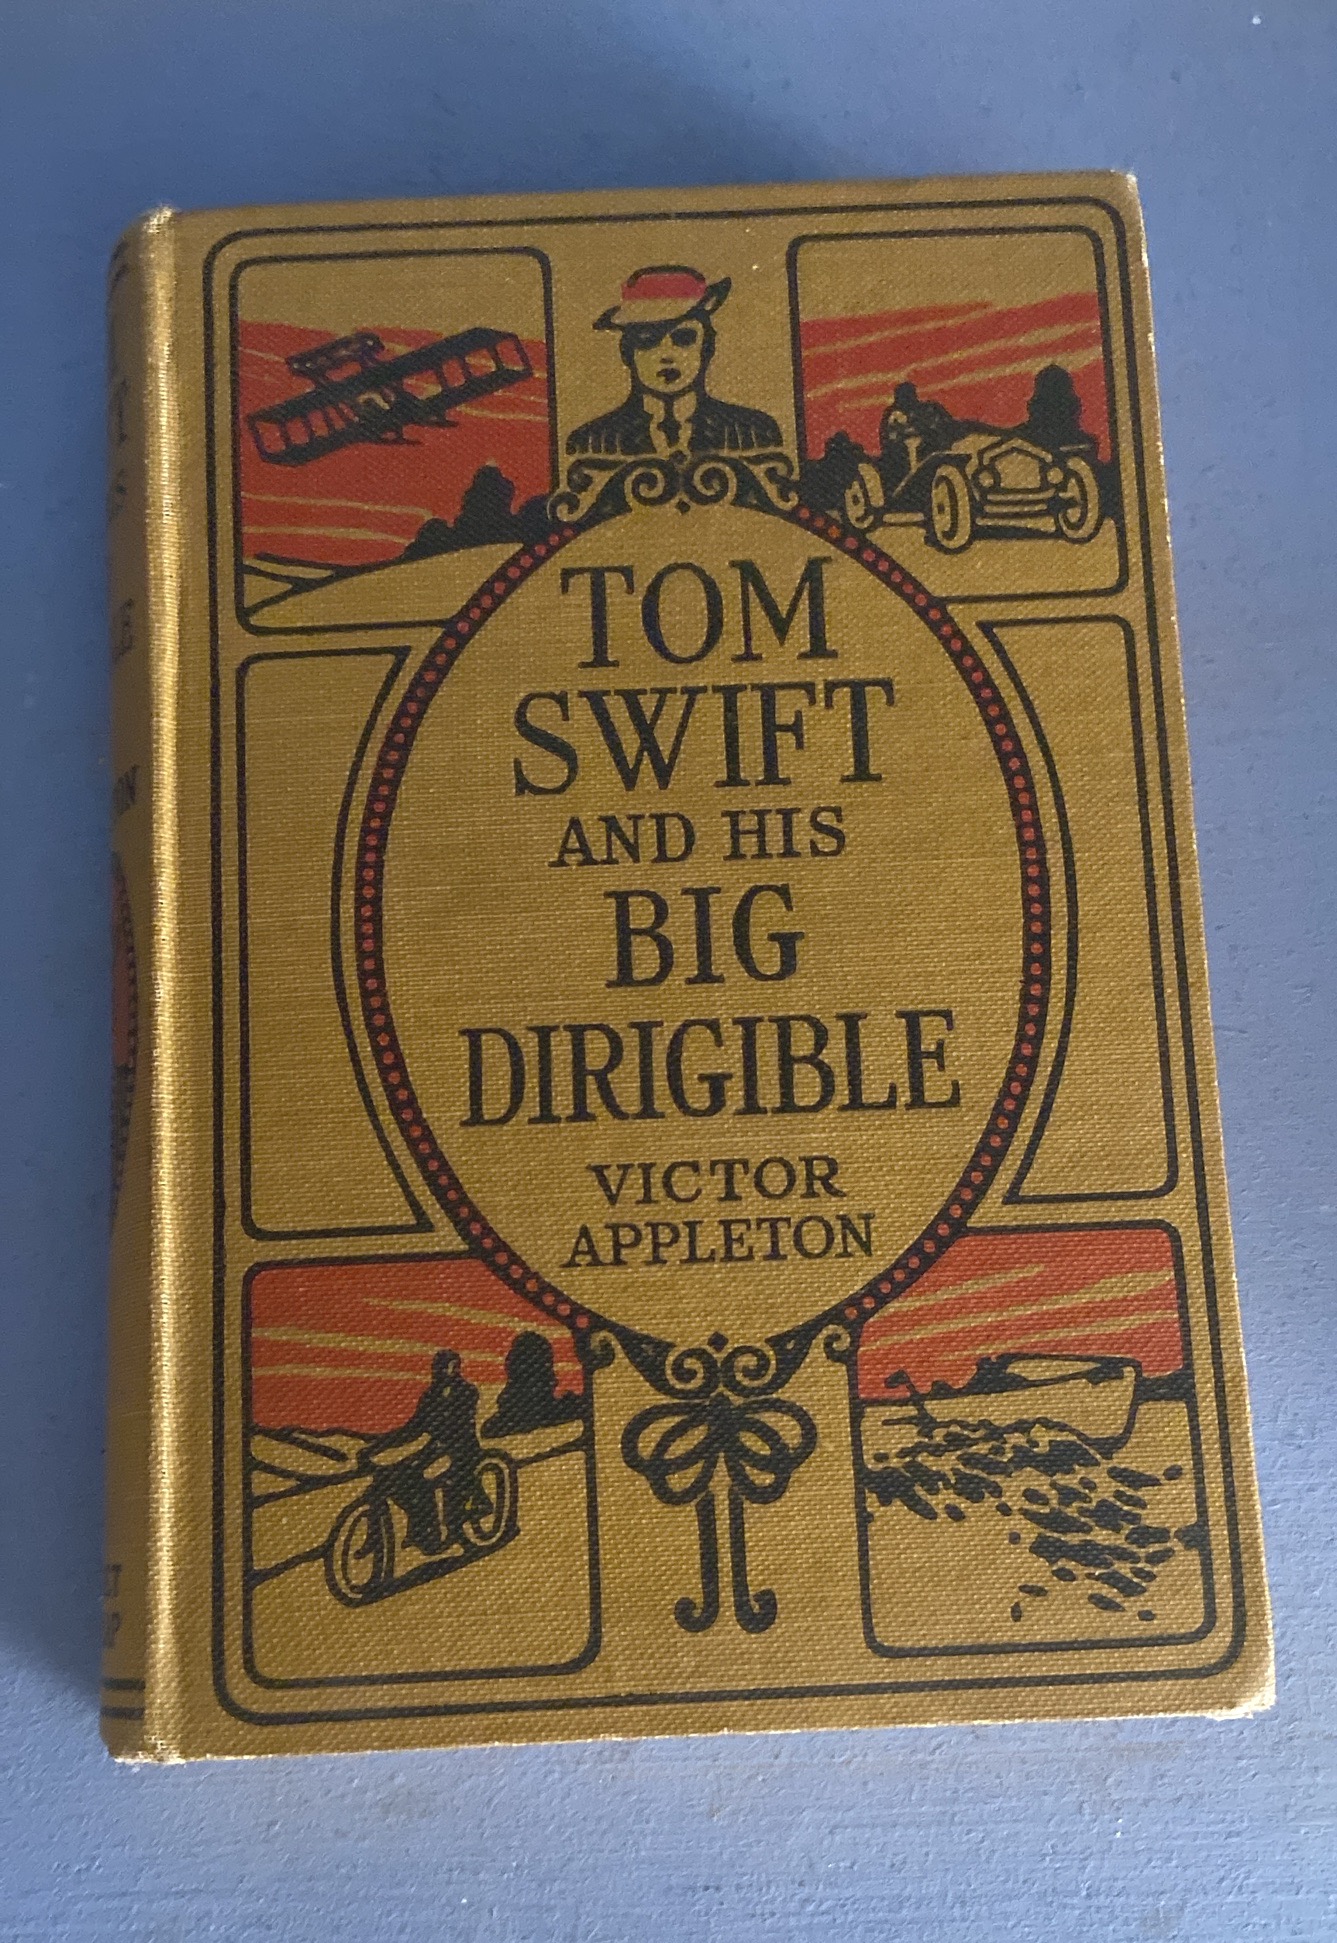 TOM
SWIFT
AND HIS
BIG
DIRIGIBLE
VICTOR
APPLETON